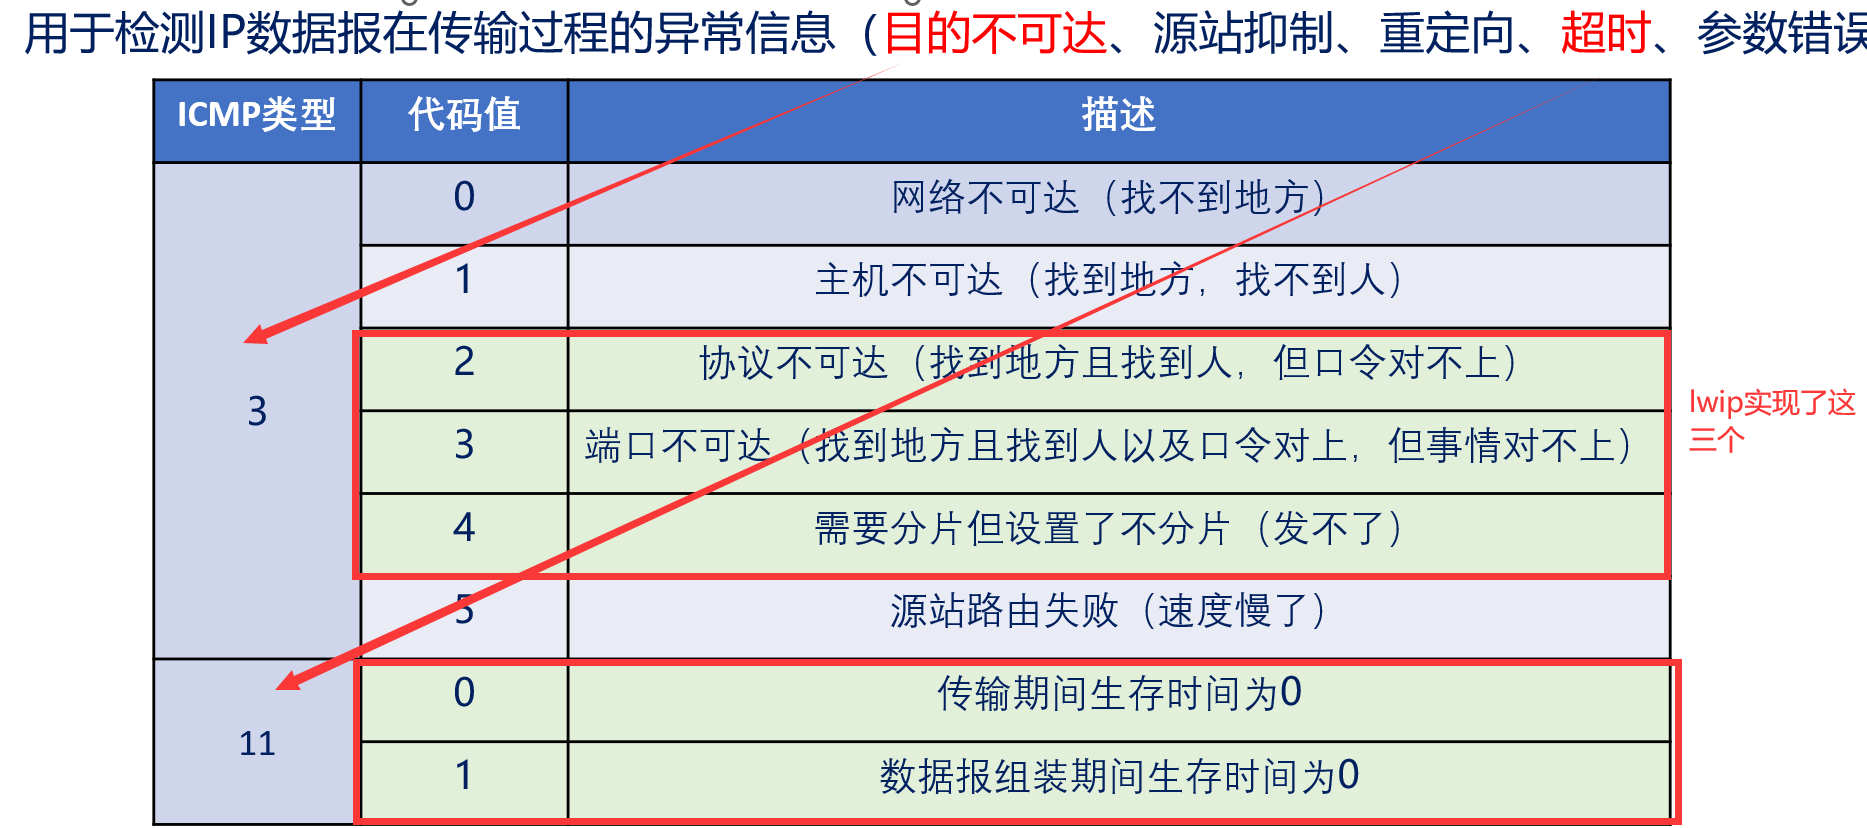 用于检测IP数据报在传输过程的异常信息（目的不可达、源站抑制、重定向、超时、参数错误
ICMP类型 代码值 描述
0 网络不可达（找不到地方）
1 主机不可达（找到地方，找不到人）
2 协议不可达（找到地方且找到人，但口令对不上）
3
3 端口不可达（找到地方且找到人以及口令对上，但事情对不上）
4 需要分片但设置了不分片（发不了）
5 源站路由失败（速度慢了）
lwip实现了这
三个
0 传输期间生存时间为0
11
1 数据报组装期间生存时间为0